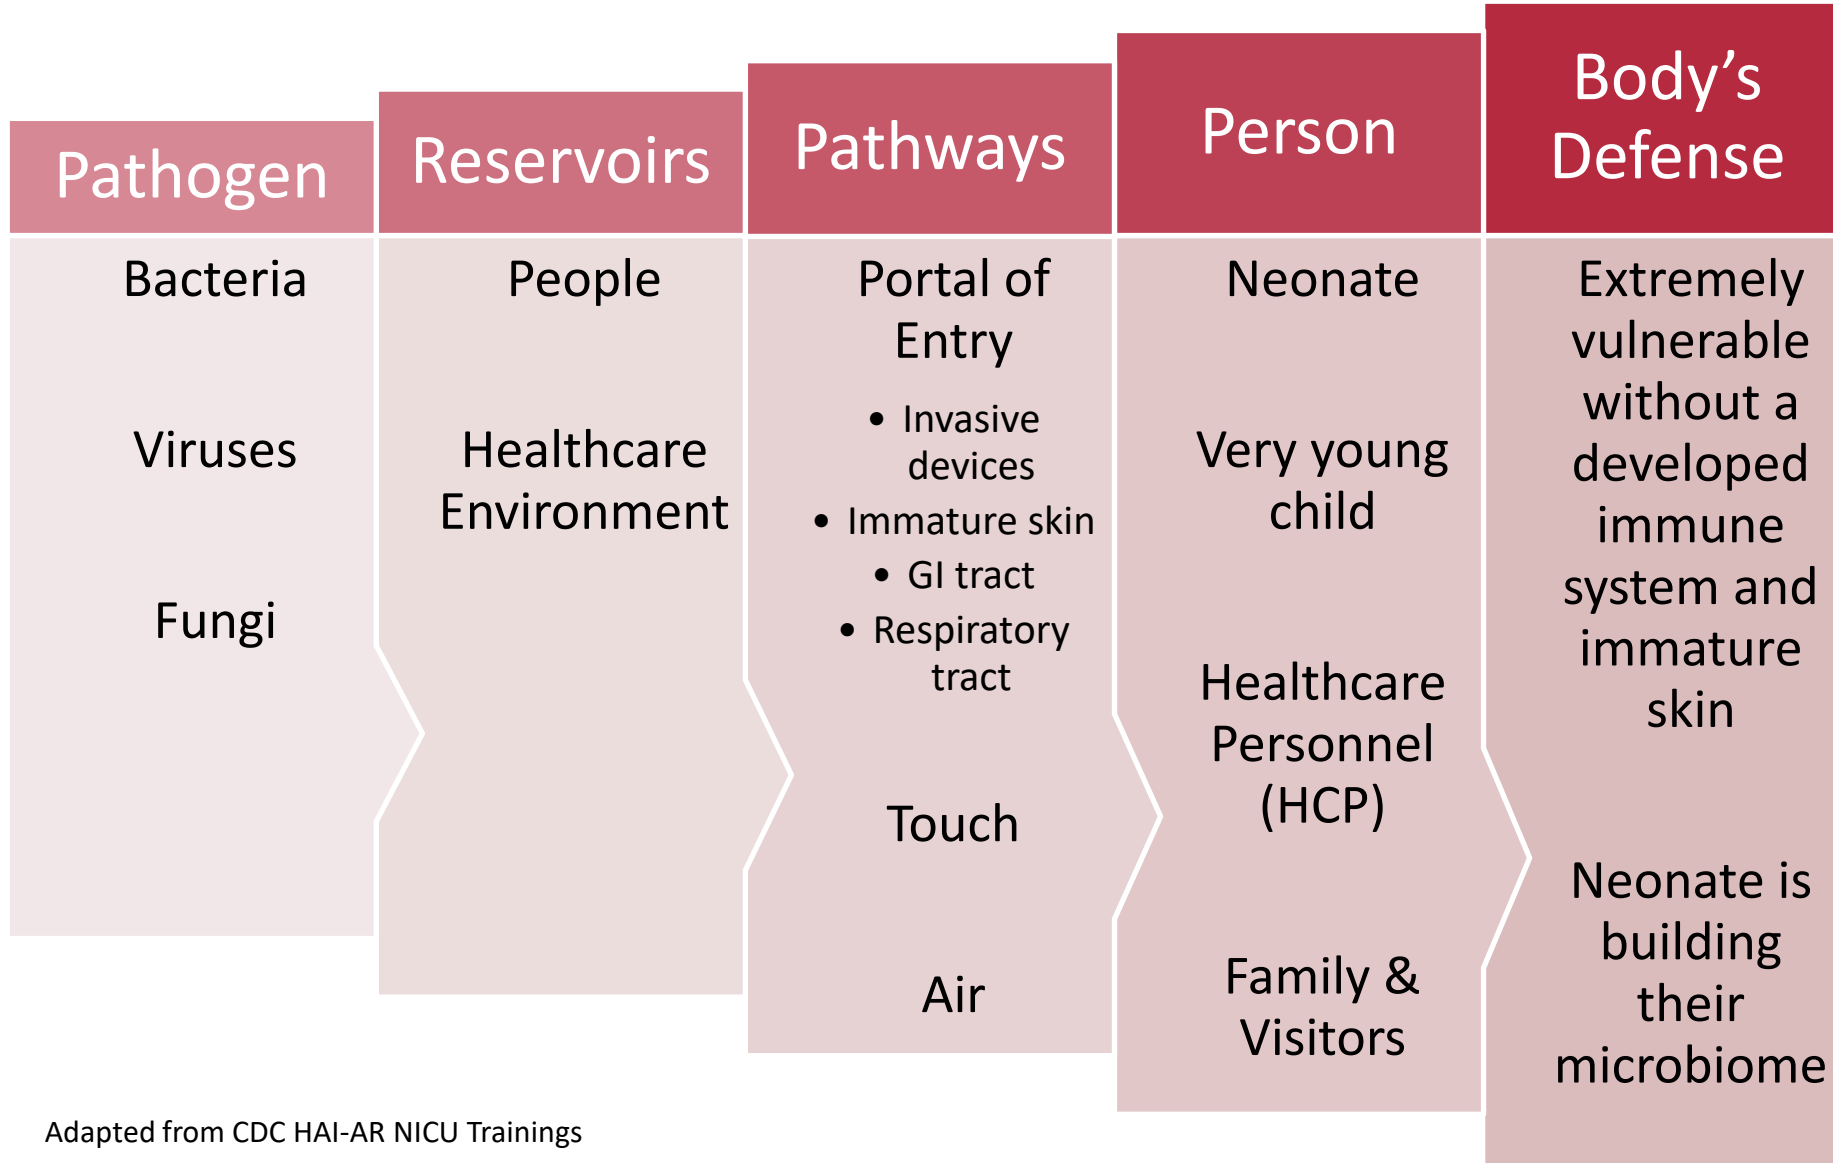 Pathogen
Bacteria
Viruses
Fungi
Reservoirs
People
Healthcare
Environment
Pathways
Portal of
Entry
• Invasive
devices
• Immature skin
• GI tract
• Respiratory
tract
Touch
Air
Person
Neonate
Very young
child
Healthcare
Personnel
(HCP)
Family &
Visitors
Body’s
Defense
Extremely
vulnerable
without a
developed
immune
system and
immature
skin
Neonate is
building
their
microbiome
Adapted from CDC HAI-AR NICU Trainings